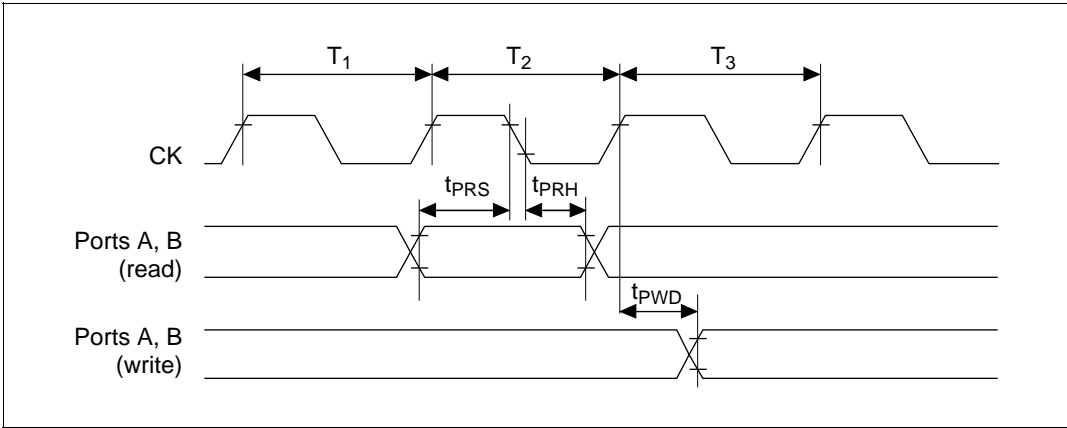 T1 T2 T3
CK
tPRS tPRH
Ports A, B
(read)
tPWD
Ports A, B
(write)